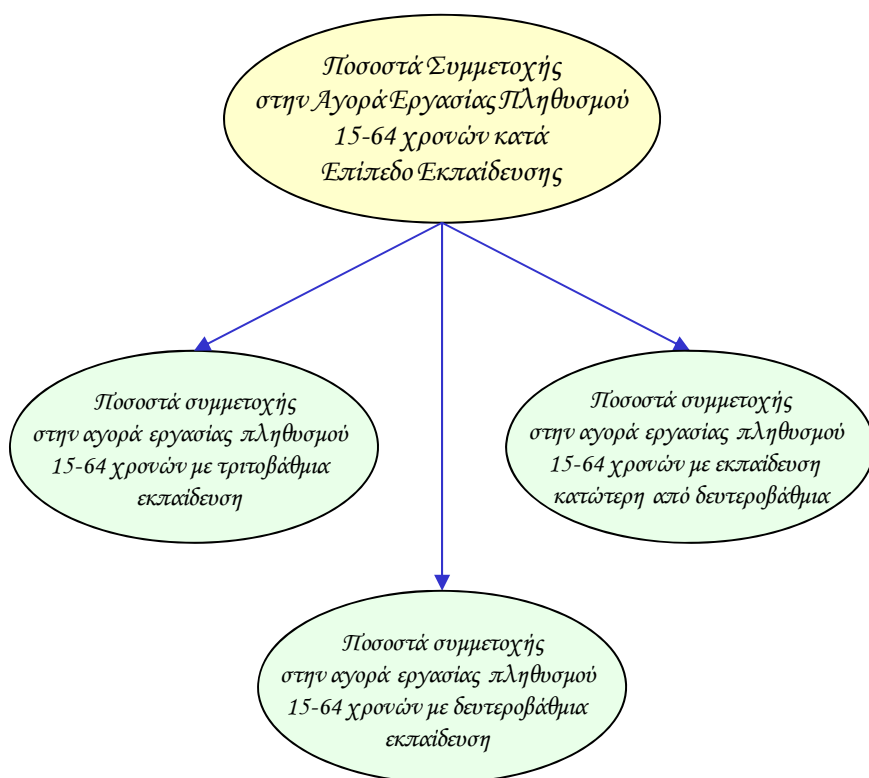 Ποσοστά Συμμετοχής
στην Αγορά Εργασίας Πληθυσμού
15-64 χρονών κατά
Επίπεδο Εκπαίδευσης
Ποσοστά συμμετοχής
στην αγορά εργασίας πληθυσμού
15-64 χρονών με τριτοβάθμια
εκπαίδευση
Ποσοστά συμμετοχής
στην αγορά εργασίας πληθυσμού
15-64 χρονών με εκπαίδευση
κατώτερη από δευτεροβάθμια
Ποσοστά συμμετοχής
στην αγορά εργασίας πληθυσμού
15-64 χρονών με δευτεροβάθμια
εκπαίδευση